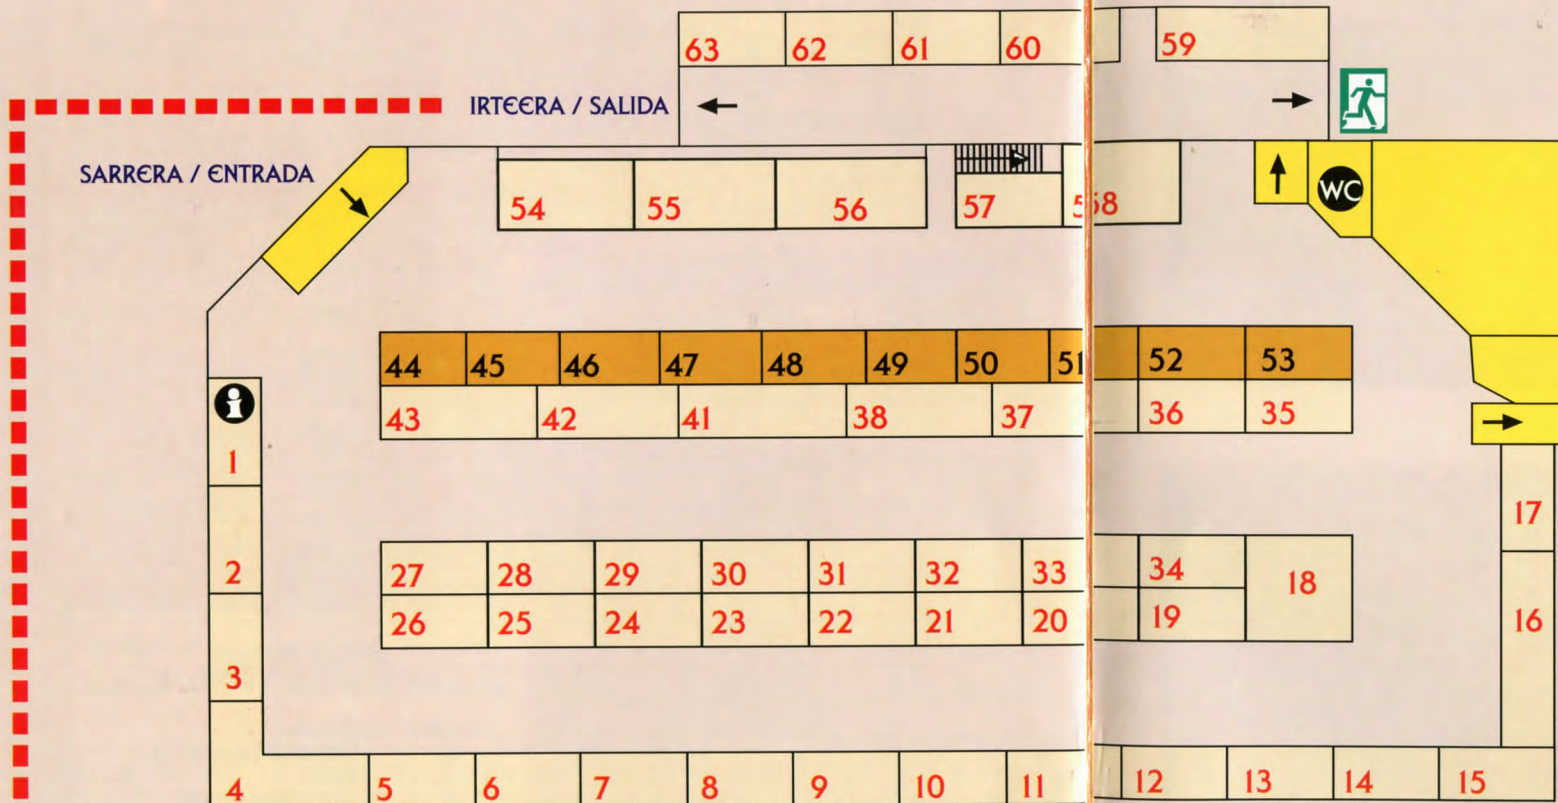 63 62 61 60 59
IRTEERA / SALIDA
SARRERA / ENTRADA
WC
54 55 56 57 58
44 45 46 47 48 49 50 51 52 53
i
43 42 41 38 37 36 35
1
17
2
27 28 29 30 31 32 33 34 18
26 25 24 23 22 21 20 19
16
3
4 5 6 7 8 9 10 11 12 13 14 15